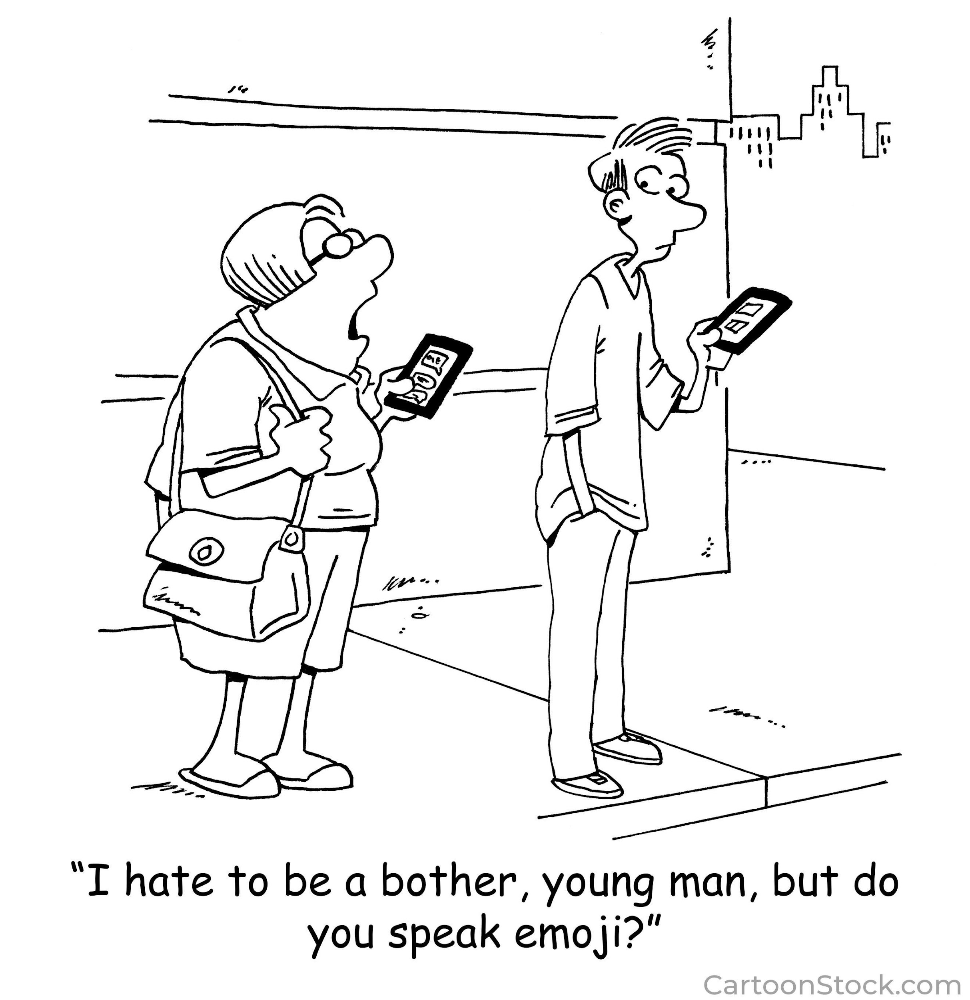 "I hate to be a bother, young man, but do
you speak emoji?"
CartoonStock.com